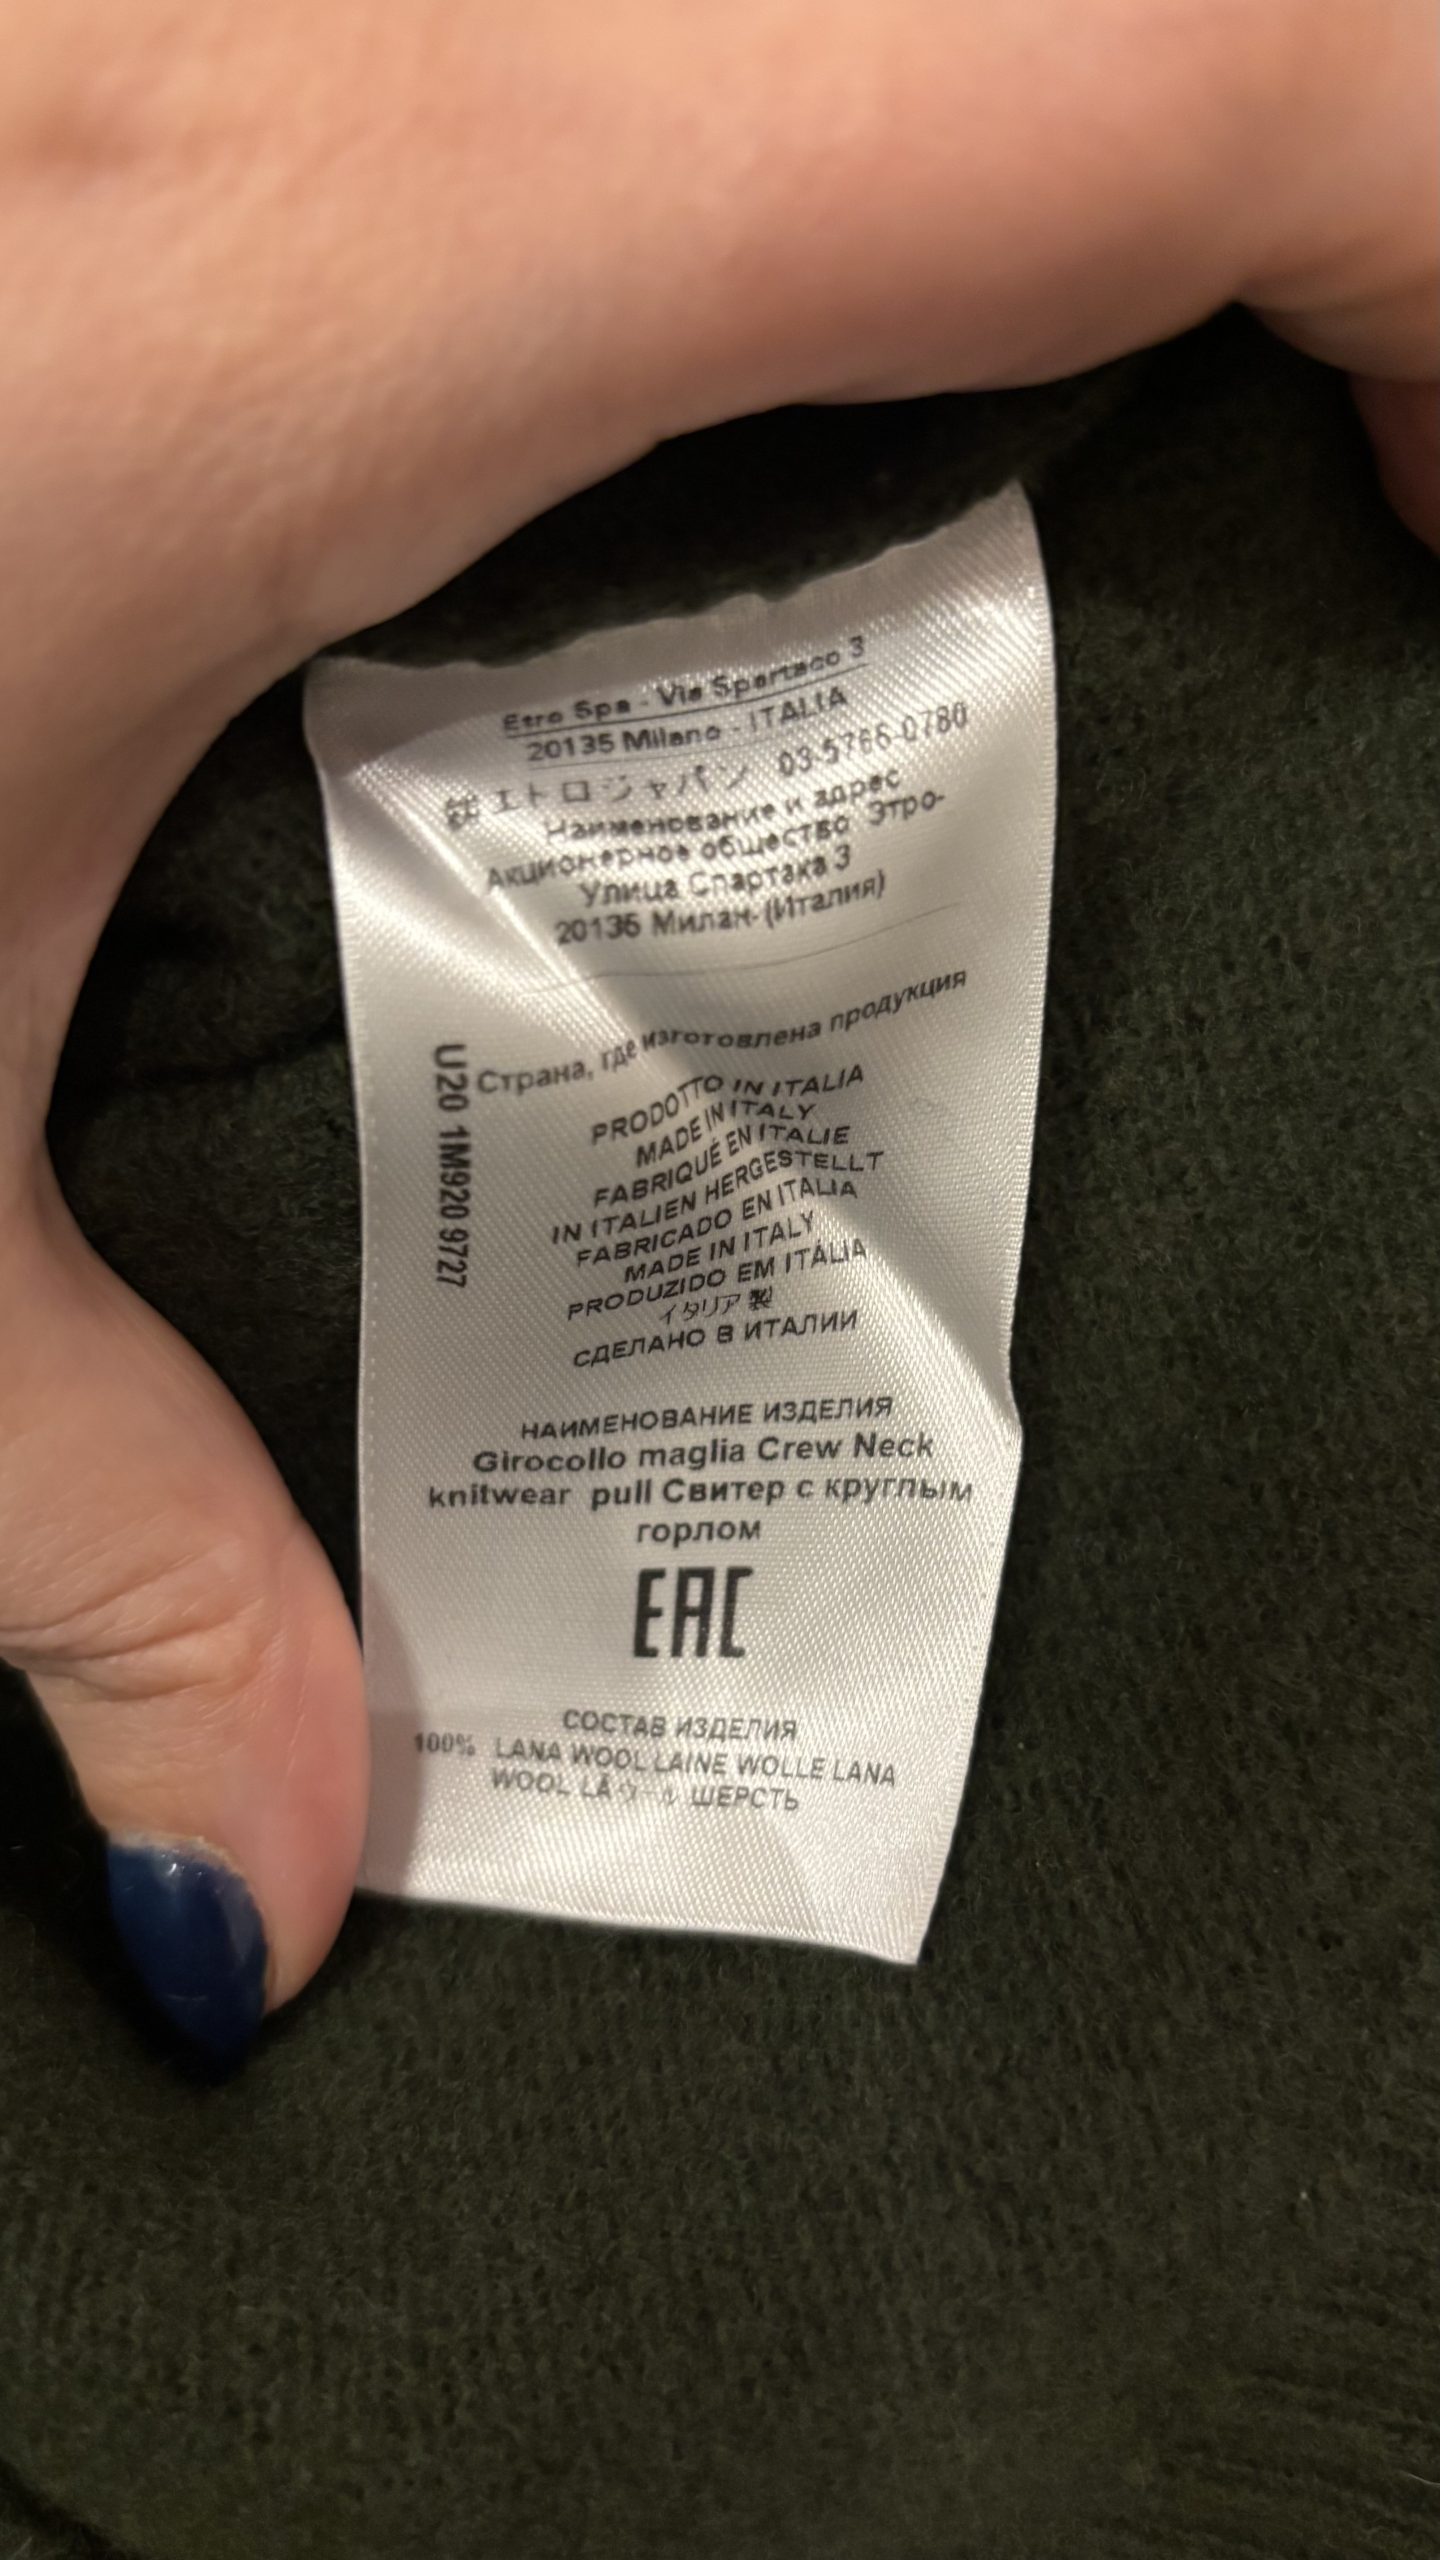 Etro Spa - Via Spartaco 3
20135 Milano - ITALIA
エトロジャパン 03-5766-0780
Наименование и адрес
Акционерное общество Этро-
Улица Спартака 3
20135 Милан- (Италия)
Страна, где изготовлена продукция
PRODOTTO IN ITALIA
MADE IN ITALY
FABRIQUÉ EN ITALIE
IN ITALIEN HERGESTELLT
FABRICADO EN ITALIA
MADE IN ITALY
PRODUZIDO EM ITÁLIA
イタリア製
СДЕЛАНО В ИТАЛИИ
U20 1M920 9727
НАИМЕНОВАНИЕ ИЗДЕЛИЯ
Girocollo maglia Crew Neck
knitwear pull Свитер с круглым
горлом
EAC
СОСТАВ ИЗДЕЛИЯ
100% LANA WOOL LAINE WOLLE LANA
WOOL LÃ ウール ШЕРСТЬ